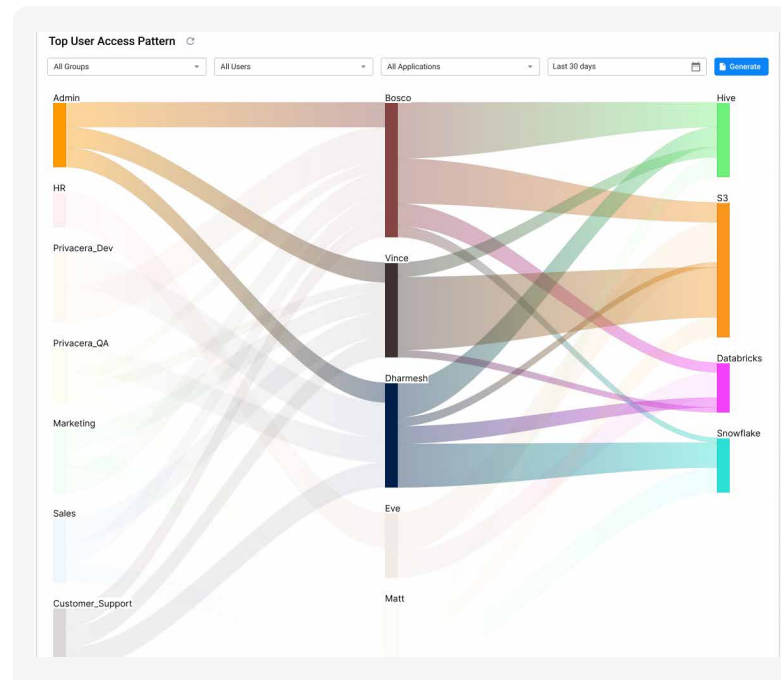 Top User Access Pattern
All Groups
All Users
All Applications
Last 30 days
Generate
Admin
Bosco
Hive
HR
S3
Privacera_Dev
Vince
Privacera_QA
Databricks
Dharmesh
Marketing
Snowflake
Sales
Eve
Customer_Support
Matt